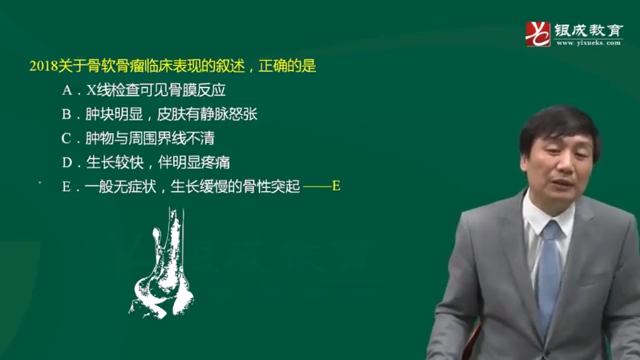 银成教育
www.yixueks.com
2018关于骨软骨瘤临床表现的叙述，正确的是
A．X线检查可见骨膜反应
B．肿块明显，皮肤有静脉怒张
C．肿物与周围界线不清
D．生长较快，伴明显疼痛
E．一般无症状，生长缓慢的骨性突起 ——E